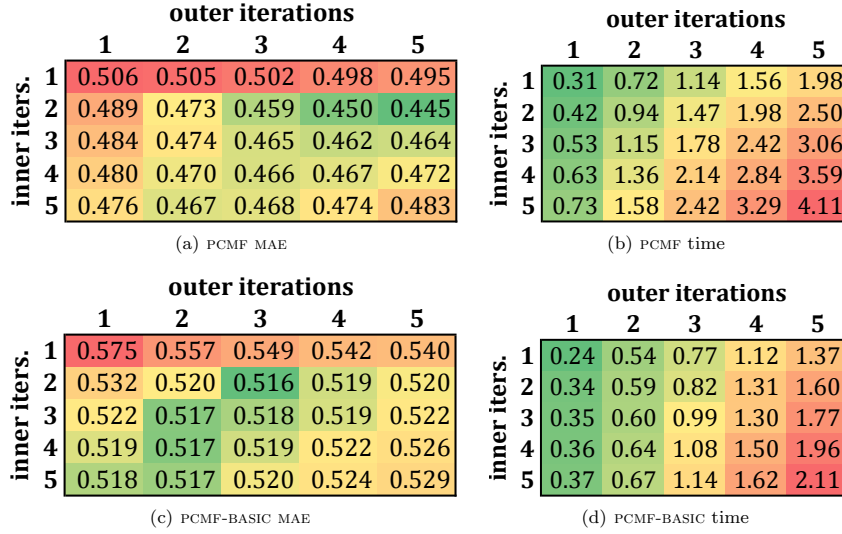 outer iterations
1 2 3 4 5
inner iters.
1 0.506 0.505 0.502 0.498 0.495
2 0.489 0.473 0.459 0.450 0.445
3 0.484 0.474 0.465 0.462 0.464
4 0.480 0.470 0.466 0.467 0.472
5 0.476 0.467 0.468 0.474 0.483
(a) PCMF MAE
outer iterations
1 2 3 4 5
inner iters.
1 0.31 0.72 1.14 1.56 1.98
2 0.42 0.94 1.47 1.98 2.50
3 0.53 1.15 1.78 2.42 3.06
4 0.63 1.36 2.14 2.84 3.59
5 0.73 1.58 2.42 3.29 4.11
(b) PCMF time
outer iterations
1 2 3 4 5
inner iters.
1 0.575 0.557 0.549 0.542 0.540
2 0.532 0.520 0.516 0.519 0.520
3 0.522 0.517 0.518 0.519 0.522
4 0.519 0.517 0.519 0.522 0.526
5 0.518 0.517 0.520 0.524 0.529
(c) PCMF-BASIC MAE
outer iterations
1 2 3 4 5
inner iters.
1 0.24 0.54 0.77 1.12 1.37
2 0.34 0.59 0.82 1.31 1.60
3 0.35 0.60 0.99 1.30 1.77
4 0.36 0.64 1.08 1.50 1.96
5 0.37 0.67 1.14 1.62 2.11
(d) PCMF-BASIC time